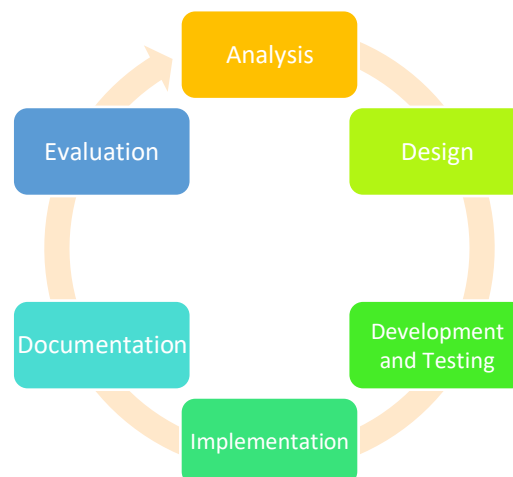 Analysis
Evaluation
Design
Documentation
Development
and Testing
Implementation